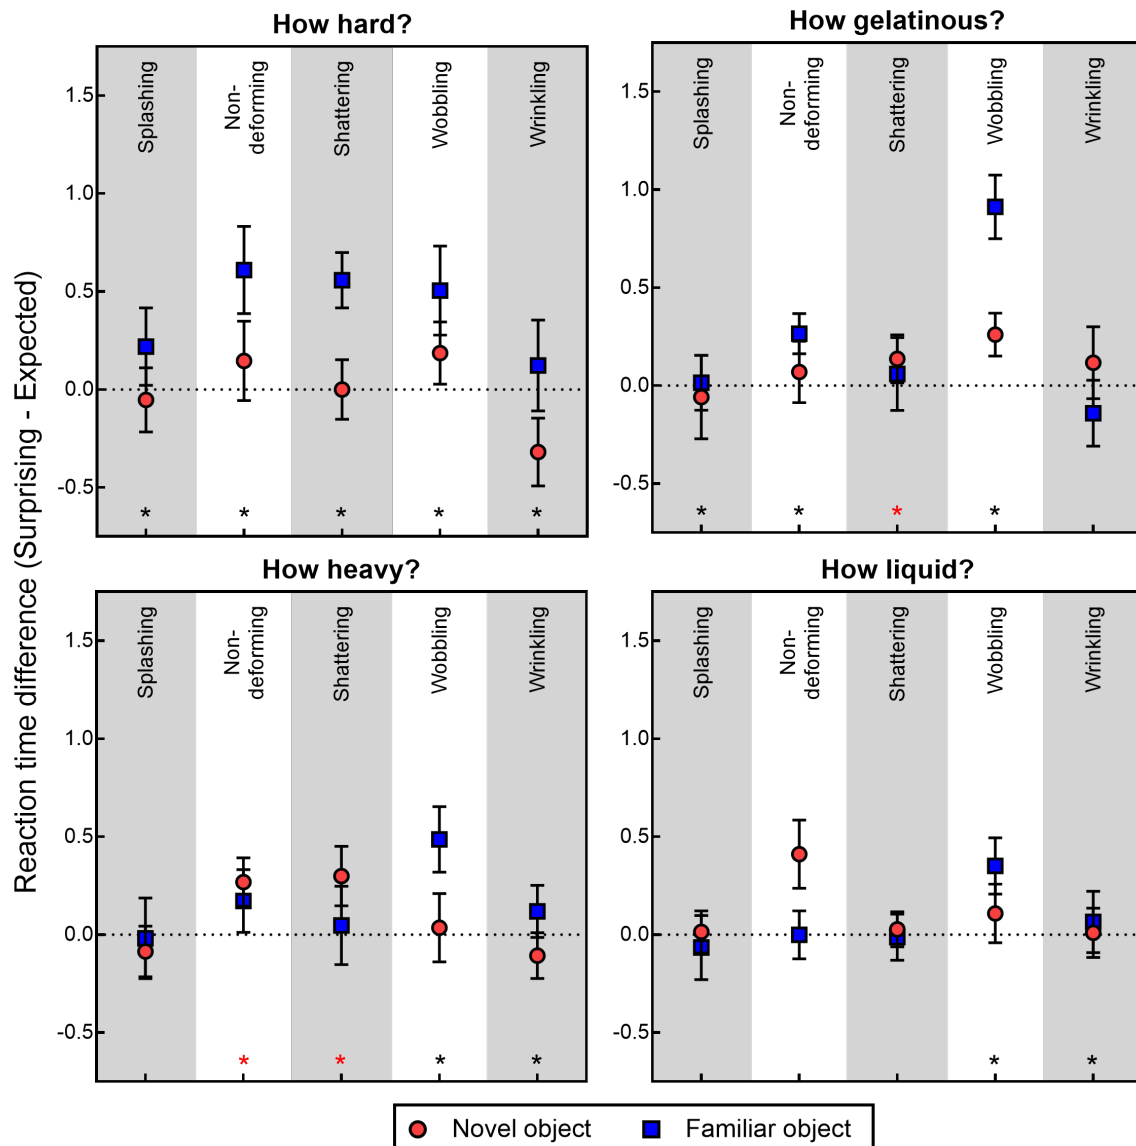 How hard?
Splashing
Non-
deforming
Shattering
Wobbling
Wrinkling
1.5
1.0
0.5
0.0
-0.5
* * * * *
How gelatinous?
Splashing
Non-
deforming
Shattering
Wobbling
Wrinkling
1.5
1.0
0.5
0.0
-0.5
* * * *
Reaction time difference (Surprising - Expected)
How heavy?
Splashing
Non-
deforming
Shattering
Wobbling
Wrinkling
1.5
1.0
0.5
0.0
-0.5
* * * *
How liquid?
Splashing
Non-
deforming
Shattering
Wobbling
Wrinkling
1.5
1.0
0.5
0.0
-0.5
* *
Novel object Familiar object